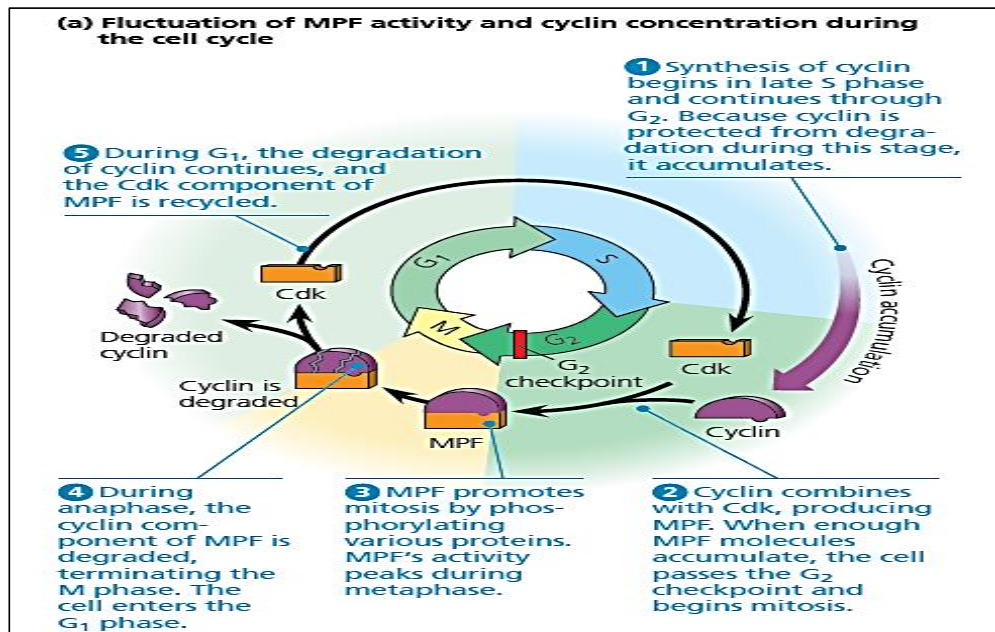 (a) Fluctuation of MPF activity and cyclin concentration during
the cell cycle
1 Synthesis of cyclin
begins in late S phase
and continues through
G2. Because cyclin is
protected from degra-
dation during this stage,
it accumulates.
5 During G1, the degradation
of cyclin continues, and
the Cdk component of
MPF is recycled.
G1
S
G2
M
Cyclin accumulation
Cdk
Degraded
cyclin
G2
checkpoint
Cdk
Cyclin is
degraded
MPF
Cyclin
4 During
anaphase, the
cyclin com-
ponent of MPF is
degraded,
terminating the
M phase. The
cell enters the
G1 phase.
3 MPF promotes
mitosis by phos-
phorylating
various proteins.
MPF's activity
peaks during
metaphase.
2 Cyclin combines
with Cdk, producing
MPF. When enough
MPF molecules
accumulate, the cell
passes the G2
checkpoint and
begins mitosis.